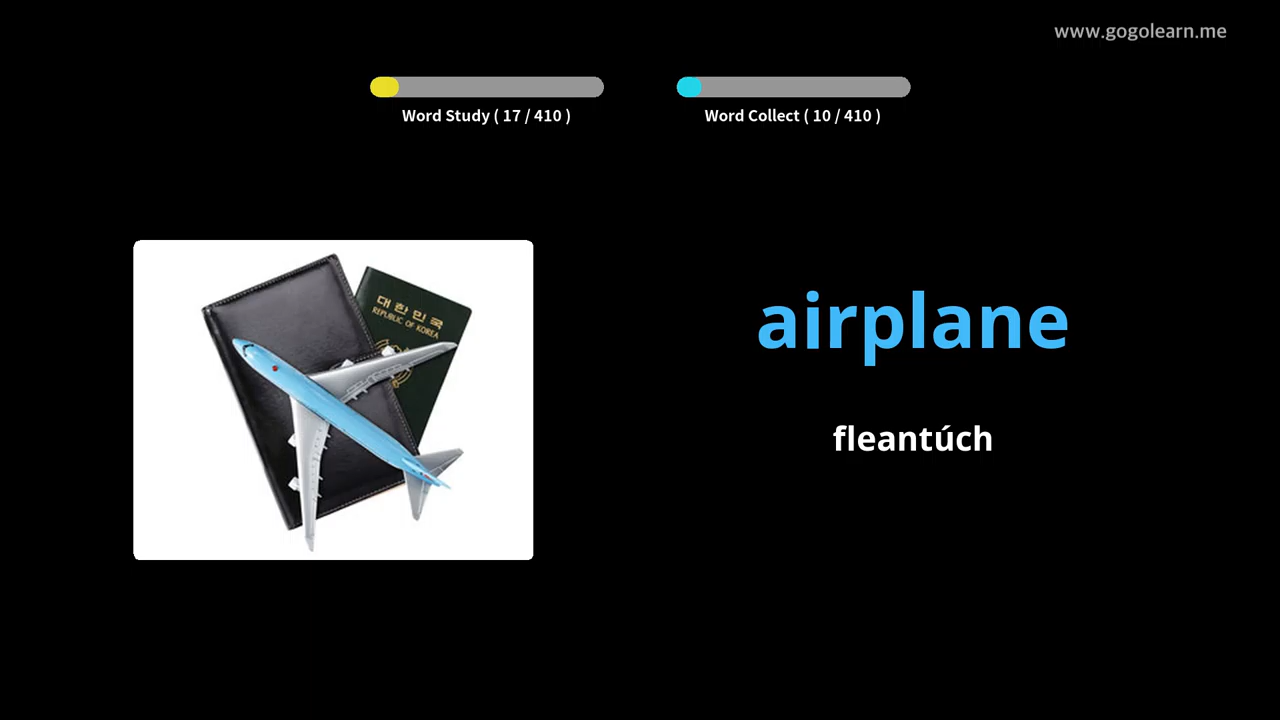 www.gogolearn.me
Word Study ( 17 / 410 )
Word Collect ( 10 / 410 )
대한민국
REPUBLIC OF KOREA
airplane
fleantúch